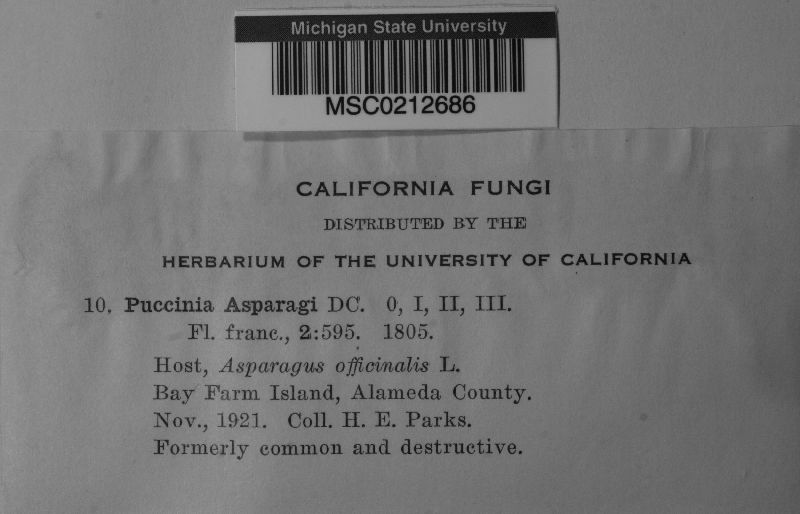 Michigan State University
MSC0212686
CALIFORNIA FUNGI
DISTRIBUTED BY THE
HERBARIUM OF THE UNIVERSITY OF CALIFORNIA
10. Puccinia Asparagi DC. 0, I, II, III.
Fl. franc., 2:595. 1805.
Host, Asparagus officinalis L.
Bay Farm Island, Alameda County.
Nov., 1921. Coll. H. E. Parks.
Formerly common and destructive.